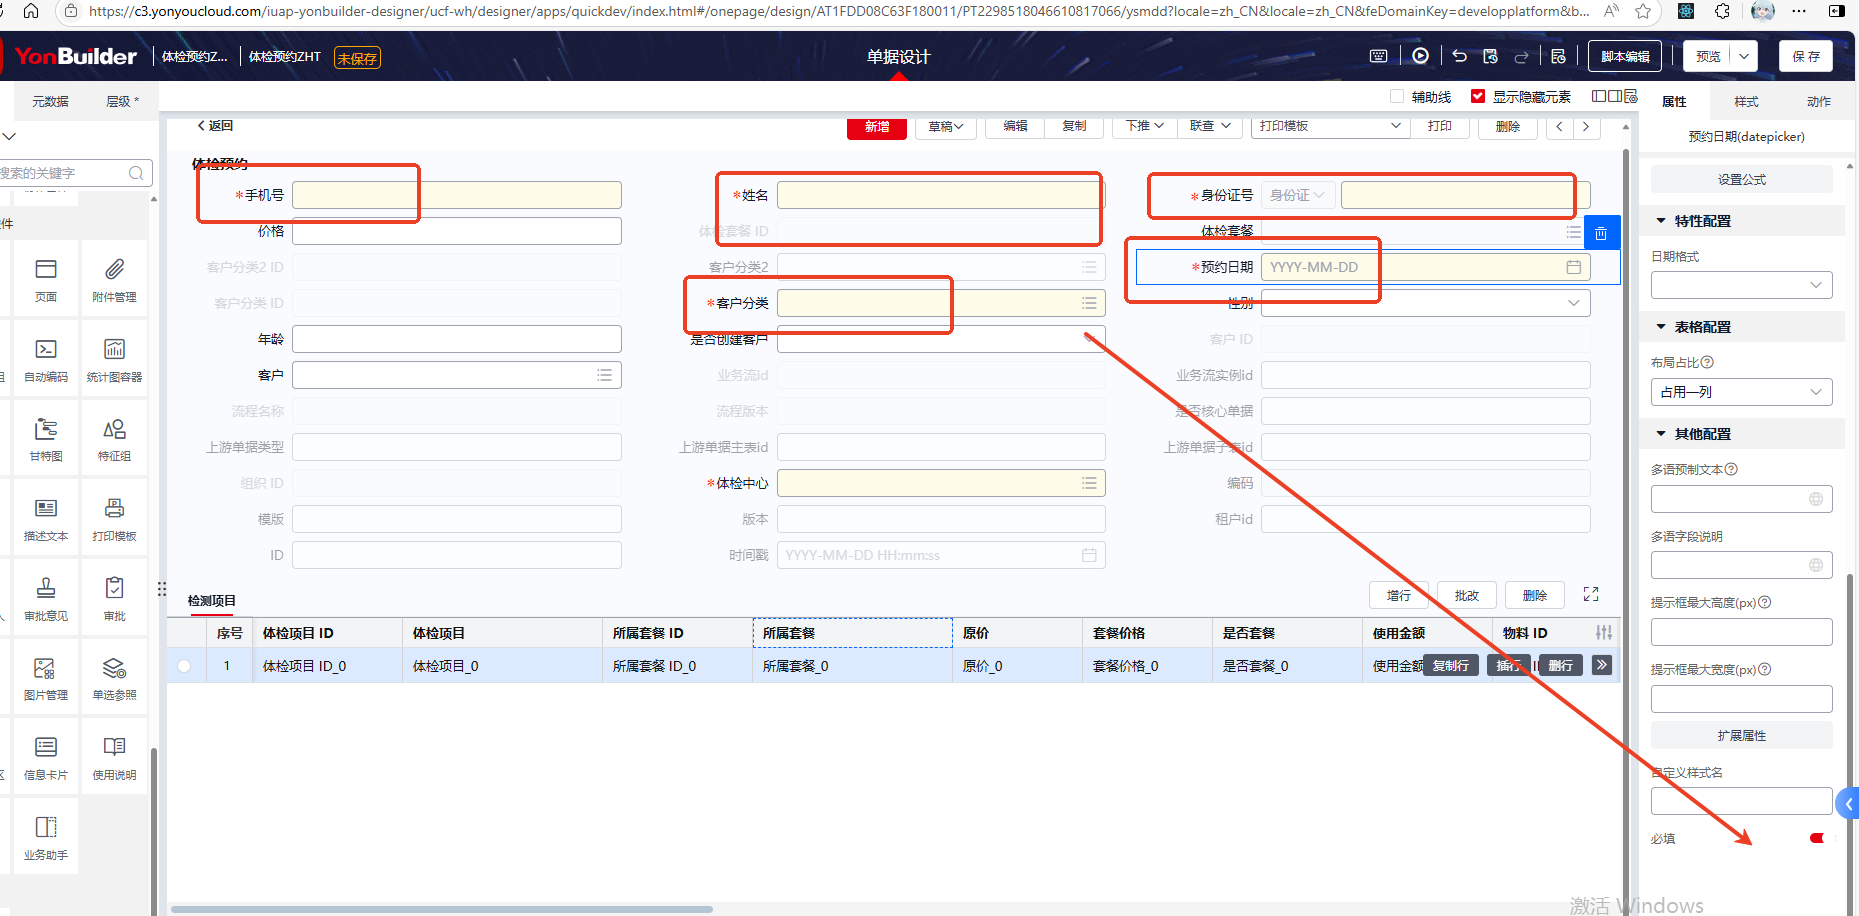 https://c3.yonyoucloud.com/iuap-yonbuilder-designer/ucf-wh/designer/apps/quickdev/index.html#/onepage/design/AT1FDD08C63F180011/PT2298518046610817066/ysmdd?locale=zh_CN&locale=zh_CN&feDomainKey=developplatform&b...
YonBuilder 体检预约Z... 体检预约ZHT 未保存 单据设计 脚本编辑 预览 保 存
元数据 层级 * 辅助线 显示隐藏元素 属性 样式 动作
返回 新增 草稿 编辑 复制 下推 联查 打印模板 打印 删除
预约日期(datepicker)
搜索的关键字
体检预约
设置公式
*手机号 *姓名 *身份证号 身份证
特性配置
件
价格 体检套餐 ID 体检套餐
日期格式
客户分类2 ID 客户分类2 *预约日期 YYYY-MM-DD
页面 附件管理
客户分类 ID *客户分类 性别
表格配置
年龄 是否创建客户 客户 ID
布局占比
自动编码 统计图容器
客户 业务流id 业务流实例id
占用一列
流程名称 流程版本 是否核心单据
其他配置
甘特图 特征组
上游单据类型 上游单据主表id 上游单据子表id
多语预制文本
组织 ID *体检中心 编码
模版 版本 租户id
描述文本 打印模板
多语字段说明
ID 时间戳 YYYY-MM-DD HH:mm:ss
检测项目 增行 批改 删除
提示框最大高度(px)
审批意见 审批
序号 体检项目 ID 体检项目 所属套餐 ID 所属套餐 原价 套餐价格 是否套餐 使用金额 物料 ID
1 体检项目 ID_0 体检项目_0 所属套餐 ID_0 所属套餐_0 原价_0 套餐价格_0 是否套餐_0 使用金额 复制行 插行 删行
提示框最大宽度(px)
图片管理 单选参照
扩展属性
信息卡片 使用说明
自定义样式名
必填
业务助手
激活 Windows